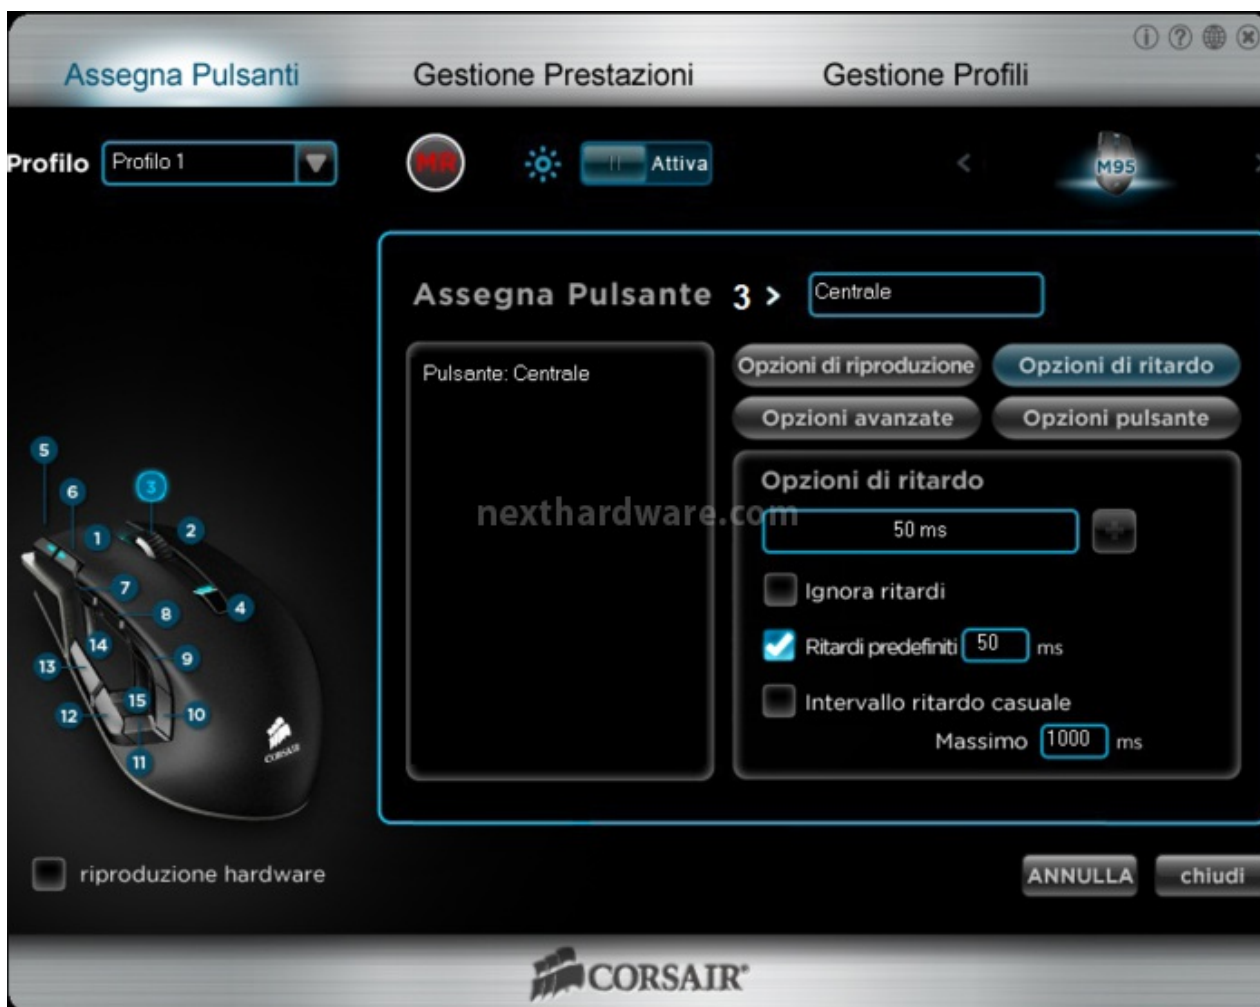 Assegna Pulsanti Gestione Prestazioni Gestione Profili
Profilo Profilo 1 MR Attiva M95
Assegna Pulsante 3 > Centrale
Pulsante: Centrale
Opzioni di riproduzione Opzioni di ritardo
Opzioni avanzate Opzioni pulsante
Opzioni di ritardo
nexthardware.com
50 ms
Ignora ritardi
Ritardi predefiniti 50 ms
Intervallo ritardo casuale
Massimo 1000 ms
5
6
3
1
2
7
8
4
14
13
9
15
12
10
11
CORSAIR
riproduzione hardware
ANNULLA chiudi
CORSAIR